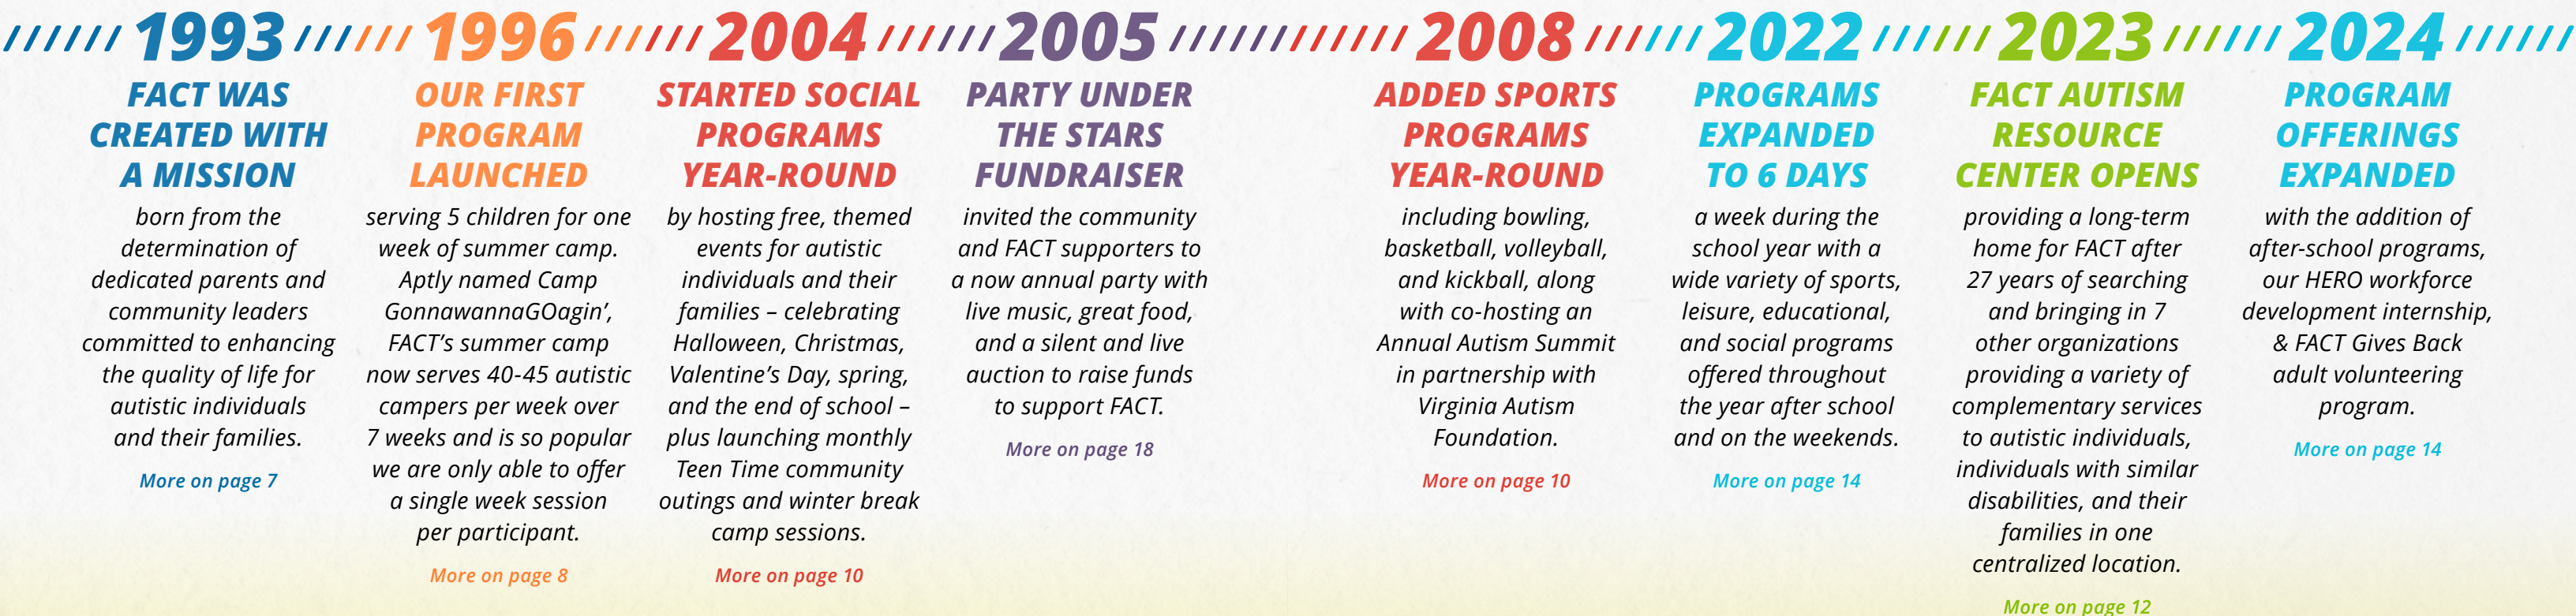 1993
FACT WAS
CREATED WITH
A MISSION
born from the
determination of
dedicated parents and
community leaders
committed to enhancing
the quality of life for
autistic individuals
and their families.
More on page 7
1996
OUR FIRST
PROGRAM
LAUNCHED
serving 5 children for one
week of summer camp.
Aptly named Camp
GonnawannaGOagin’,
FACT’s summer camp
now serves 40-45 autistic
campers per week over
7 weeks and is so popular
we are only able to offer
a single week session
per participant.
More on page 8
2004
STARTED SOCIAL
PROGRAMS
YEAR-ROUND
by hosting free, themed
events for autistic
individuals and their
families – celebrating
Halloween, Christmas,
Valentine’s Day, spring,
and the end of school –
plus launching monthly
Teen Time community
outings and winter break
camp sessions.
More on page 10
2005
PARTY UNDER
THE STARS
FUNDRAISER
invited the community
and FACT supporters to
a now annual party with
live music, great food,
and a silent and live
auction to raise funds
to support FACT.
More on page 18
2008
ADDED SPORTS
PROGRAMS
YEAR-ROUND
including bowling,
basketball, volleyball,
and kickball, along
with co-hosting an
Annual Autism Summit
in partnership with
Virginia Autism
Foundation.
More on page 10
2022
PROGRAMS
EXPANDED
TO 6 DAYS
a week during the
school year with a
wide variety of sports,
leisure, educational,
and social programs
offered throughout
the year after school
and on the weekends.
More on page 14
2023
FACT AUTISM
RESOURCE
CENTER OPENS
providing a long-term
home for FACT after
27 years of searching
and bringing in 7
other organizations
providing a variety of
complementary services
to autistic individuals,
individuals with similar
disabilities, and their
families in one
centralized location.
More on page 12
2024
PROGRAM
OFFERINGS
EXPANDED
with the addition of
after-school programs,
our HERO workforce
development internship,
& FACT Gives Back
adult volunteering
program.
More on page 14